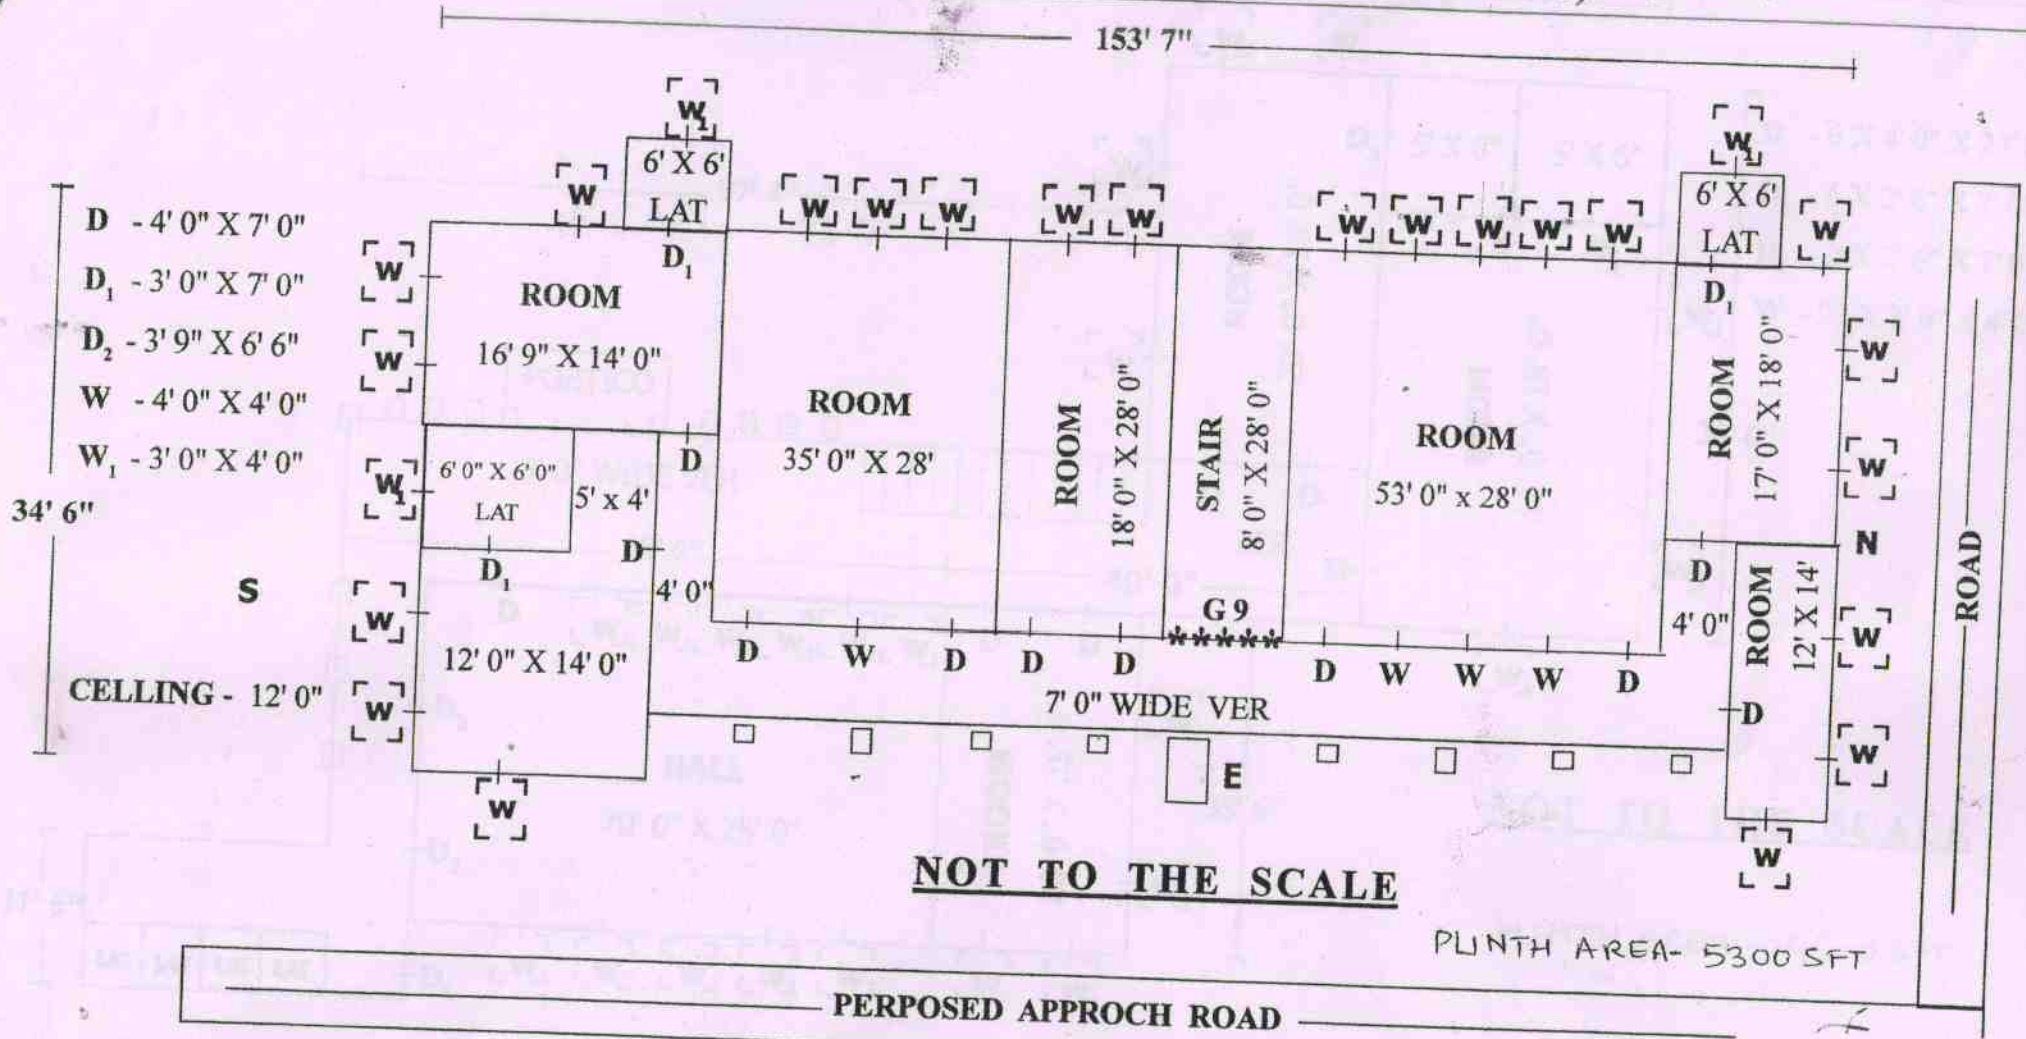 153' 7"
D - 4' 0" X 7' 0"
D₁ - 3' 0" X 7' 0"
D₂ - 3' 9" X 6' 6"
W - 4' 0" X 4' 0"
W₁ - 3' 0" X 4' 0"
34' 6"
S
CELLING - 12' 0"
W₁
6' X 6'
LAT
W
D₁
W
W
ROOM
16' 9" X 14' 0"
D
W₁
6' 0" X 6' 0"
LAT
5' x 4'
D₁
D
4' 0"
W
W
12' 0" X 14' 0"
W
W W W
ROOM
35' 0" X 28'
D W D
W W
ROOM
18' 0" X 28' 0"
D D
STAIR
8' 0" X 28' 0"
G 9
*****
W W W W W
ROOM
53' 0" x 28' 0"
D W W W D
7' 0" WIDE VER
E
W₁
6' X 6'
LAT
W
D₁
ROOM
17' 0" X 18' 0"
W
W
N
D
4' 0"
ROOM
12' X 14'
D
W
W
W
ROAD
NOT TO THE SCALE
PLINTH AREA- 5300 SFT
PERPOSED APPROCH ROAD